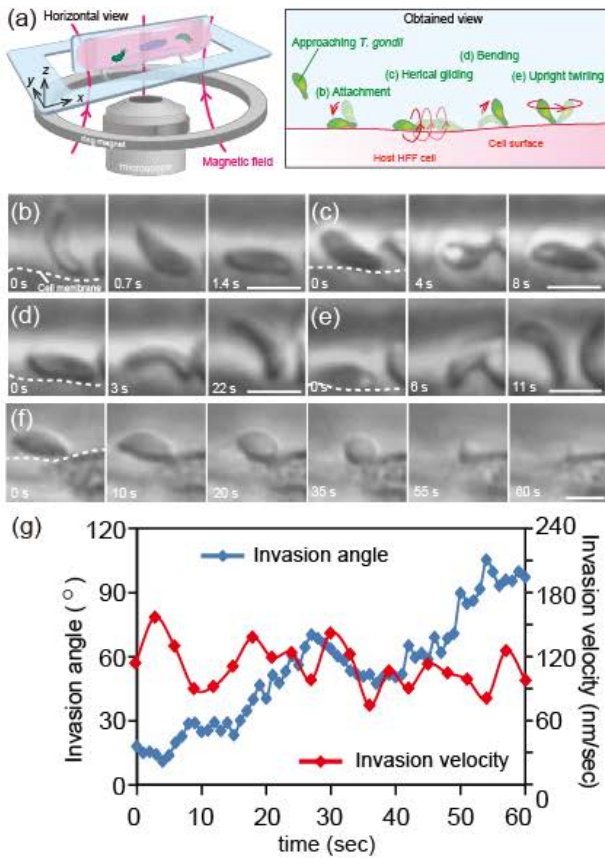 (a)
Horizontal view
z
y
x
ring magnet
microscope
Magnetic field
Obtained view
Approaching T. gondii
(d) Bending
(c) Herical gliding
(e) Upright twirling
(b) Attachment
Cell surface
Host HFF cell
(b)
(c)
Cell membrane
0 s
0.7 s
1.4 s
0 s
4 s
8 s
(d)
(e)
0 s
3 s
22 s
0 s
6 s
11 s
(f)
0 s
10 s
20 s
35 s
55 s
60 s
(g)
120
240
Invasion angle
90
180
60
120
30
60
Invasion velocity
0
0
0
10
20
30
40
50
60
time (sec)
Invasion angle (°)
Invasion velocity (nm/sec)